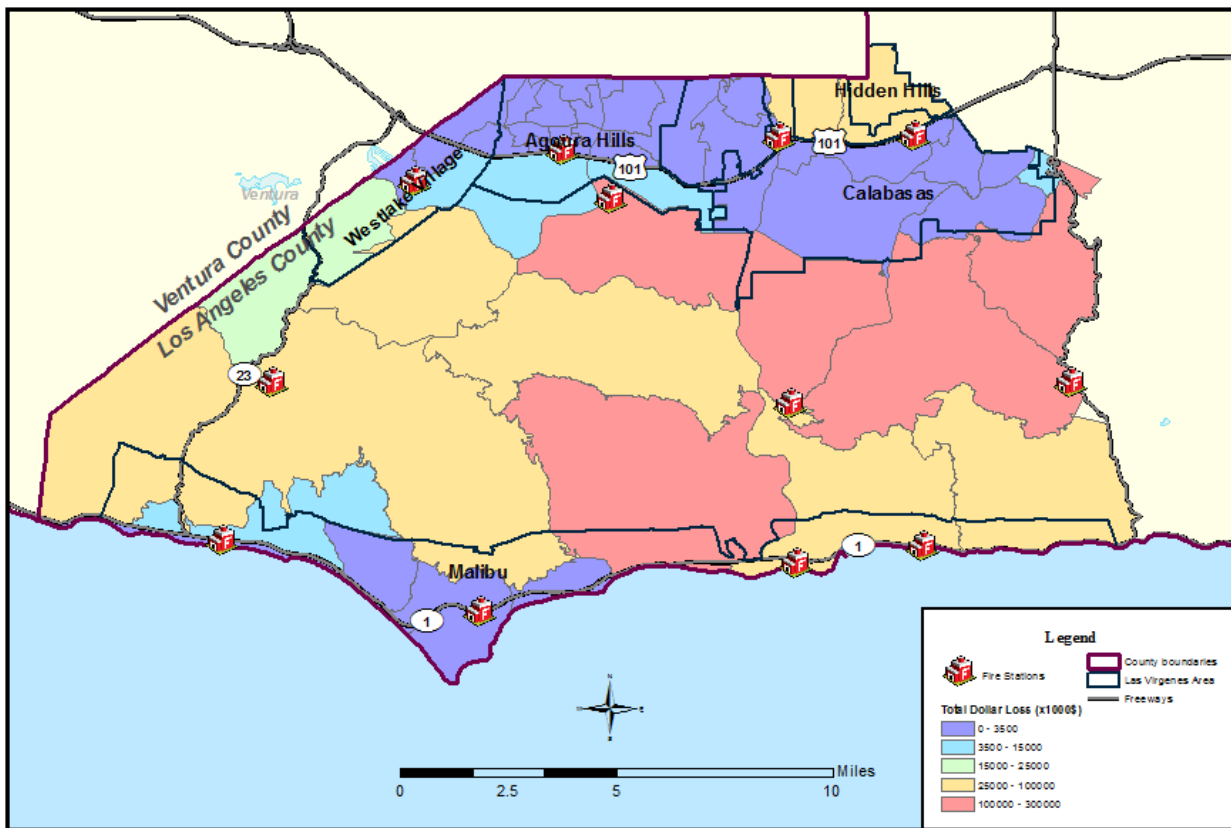 Hidden Hills
Agoura Hills
101
101
Westlake Village
Calabasas
Ventura
Ventura County
Los Angeles County
23
1
Malibu
1
N
E
S
Legend
Fire Stations
County boundaries
Las Virgenes Area
Freeways
Total Dollar Loss (x1000$)
0 - 3500
3500 - 15000
15000 - 25000
25000 - 100000
100000 - 300000
Miles
0 2.5 5 10